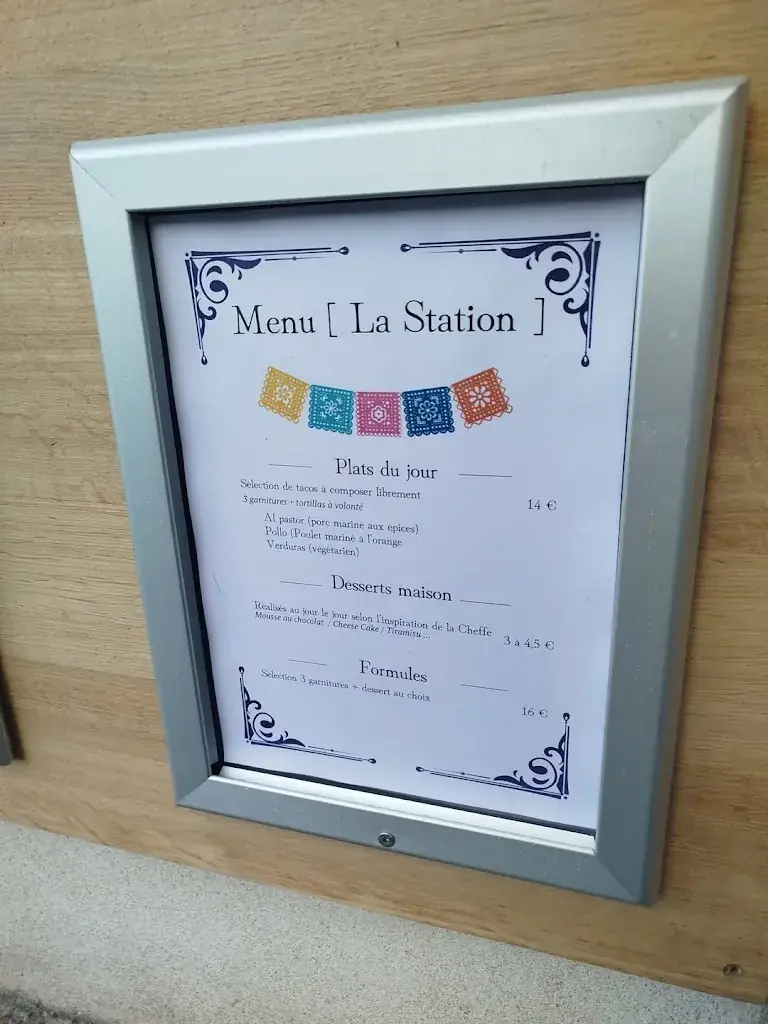 Menu [ La Station ]
Plats du jour
Sélection de tacos à composer librement
3 garnitures + tortillas à volonté
14 €
Al pastor (porc mariné aux épices)
Pollo (Poulet mariné à l'orange
Verduras (végétarien)
Desserts maison
Réalisés au jour le jour selon l'inspiration de la Cheffe
Mousse au chocolat / Cheese Cake / Tiramisu ...
3 à 4,5 €
Formules
Sélection 3 garnitures + dessert au choix
16 €